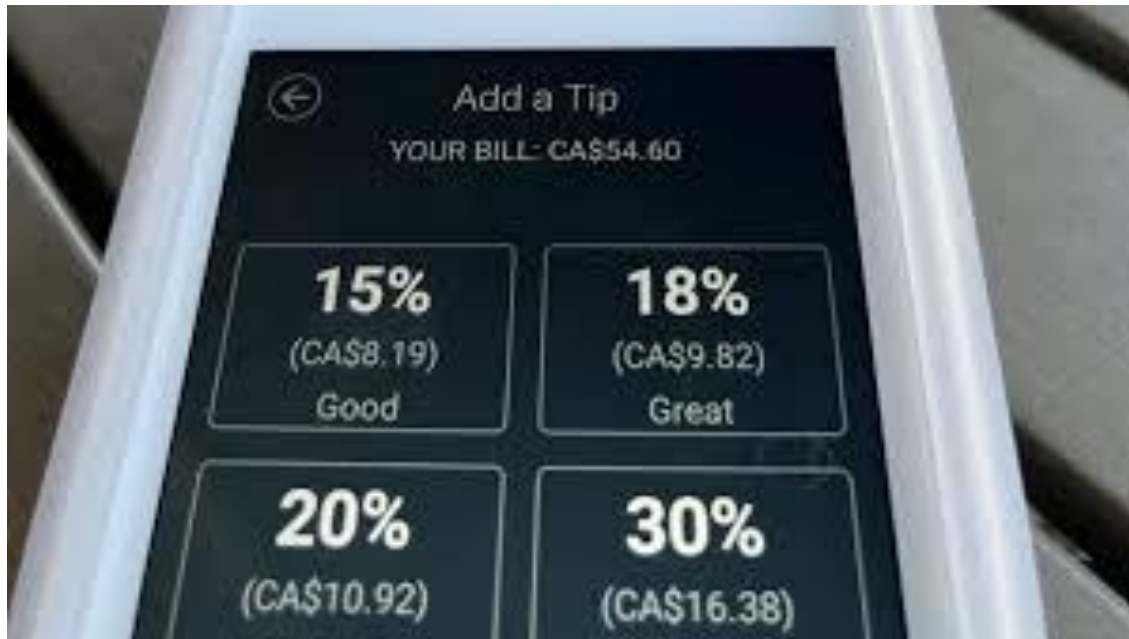 Add a Tip
YOUR BILL: CA$54.60
15%
(CA$8.19)
Good
18%
(CA$9.82)
Great
20%
(CA$10.92)
30%
(CA$16.38)